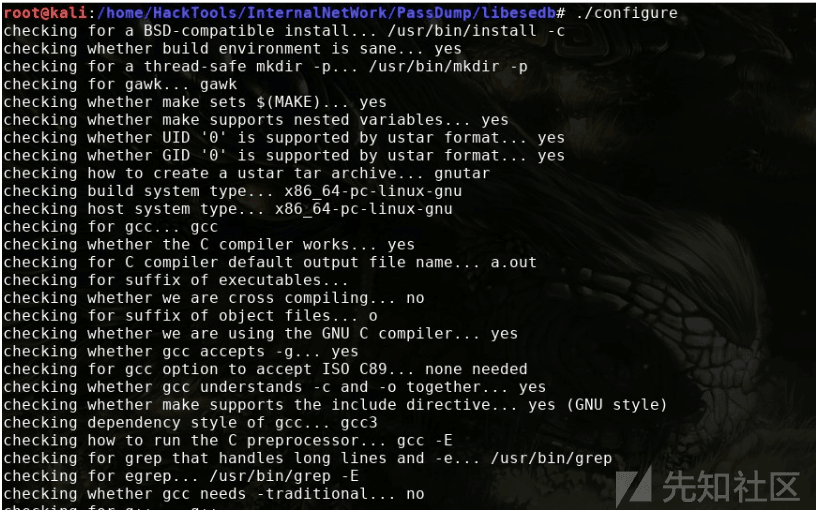 root@kali:/home/HackTools/InternalNetWork/PassDump/libesedb# ./configure
checking for a BSD-compatible install... /usr/bin/install -c
checking whether build environment is sane... yes
checking for a thread-safe mkdir -p... /usr/bin/mkdir -p
checking for gawk... gawk
checking whether make sets $(MAKE)... yes
checking whether make supports nested variables... yes
checking whether UID '0' is supported by ustar format... yes
checking whether GID '0' is supported by ustar format... yes
checking how to create a ustar tar archive... gnutar
checking build system type... x86_64-pc-linux-gnu
checking host system type... x86_64-pc-linux-gnu
checking for gcc... gcc
checking whether the C compiler works... yes
checking for C compiler default output file name... a.out
checking for suffix of executables...
checking whether we are cross compiling... no
checking for suffix of object files... o
checking whether we are using the GNU C compiler... yes
checking whether gcc accepts -g... yes
checking for gcc option to accept ISO C89... none needed
checking whether gcc understands -c and -o together... yes
checking whether make supports the include directive... yes (GNU style)
checking dependency style of gcc... gcc3
checking how to run the C preprocessor... gcc -E
checking for grep that handles long lines and -e... /usr/bin/grep
checking for egrep... /usr/bin/grep -E
checking whether gcc needs -traditional... no
先知社区